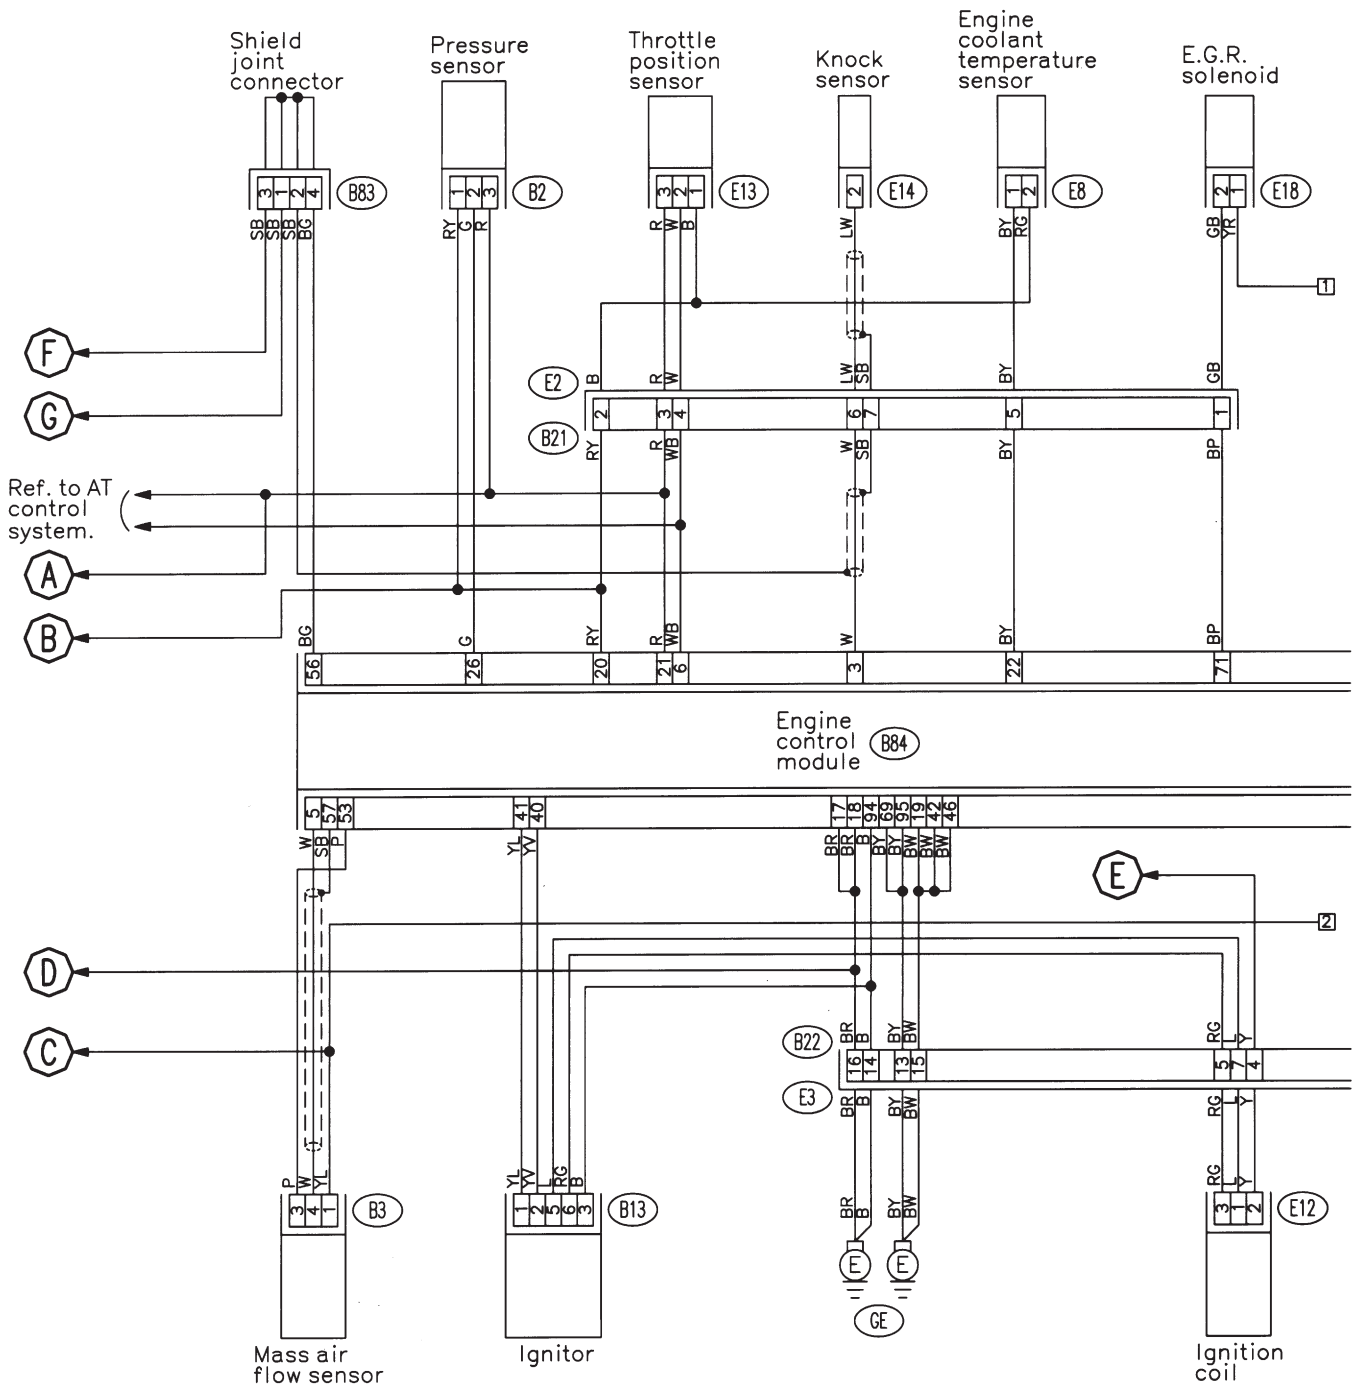 Shield
joint
connector
Pressure
sensor
Throttle
position
sensor
Knock
sensor
Engine
coolant
temperature
sensor
E.G.R.
solenoid
3 1 2 4
B83
1 2 3
B2
3 2 1
E13
2
E14
1 2
E8
2 1
E18
SB SB SB BG
RY G R
R W B
LW
BY RG
GB YR
1
F
G
E2
B R W LW SB BY GB
2 3 4 6 7 5 1
B21
RY R WB W SB BY BP
Ref. to AT
control
system.
A
B
BG G RY R WB W BY BP
56 26 20 21 6 3 22 71
Engine
control
module
B84
5 57 53 41 40 17 18 94 69 95 19 42 46
W SB P YL YV BR BR B BY BY BW BW BW
E
2
D
C
B22
BR B BY BW RG L Y
16 14 13 15 5 7 4
E3
BR B BY BW RG L Y
P W YL
YL YV L RG B
BR B BY BW
RG L Y
3 4 1
B3
1 2 5 6 3
B13
3 1 2
E12
E E
GE
Mass air
flow sensor
Ignitor
Ignition
coil